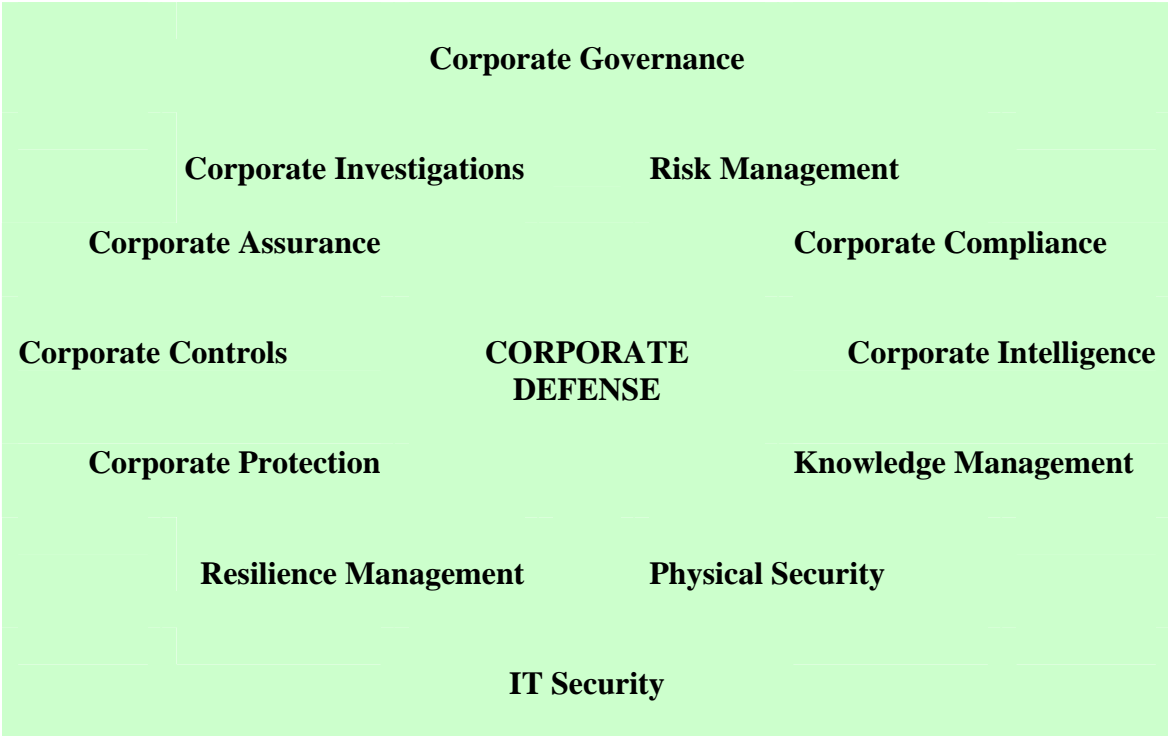 Corporate Governance
Corporate Investigations Risk Management
Corporate Assurance Corporate Compliance
Corporate Controls CORPORATE Corporate Intelligence
DEFENSE
Corporate Protection Knowledge Management
Resilience Management Physical Security
IT Security